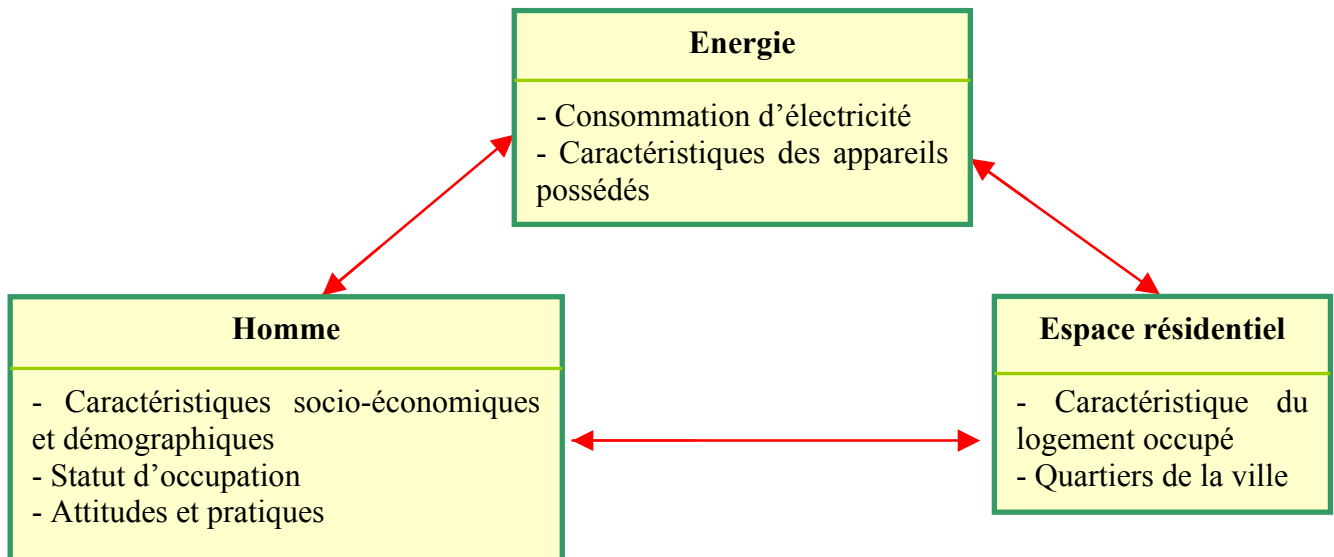 Energie
- Consommation d’électricité
- Caractéristiques des appareils
possédés
Homme
- Caractéristiques socio-économiques
et démographiques
- Statut d’occupation
- Attitudes et pratiques
Espace résidentiel
- Caractéristique du
logement occupé
- Quartiers de la ville